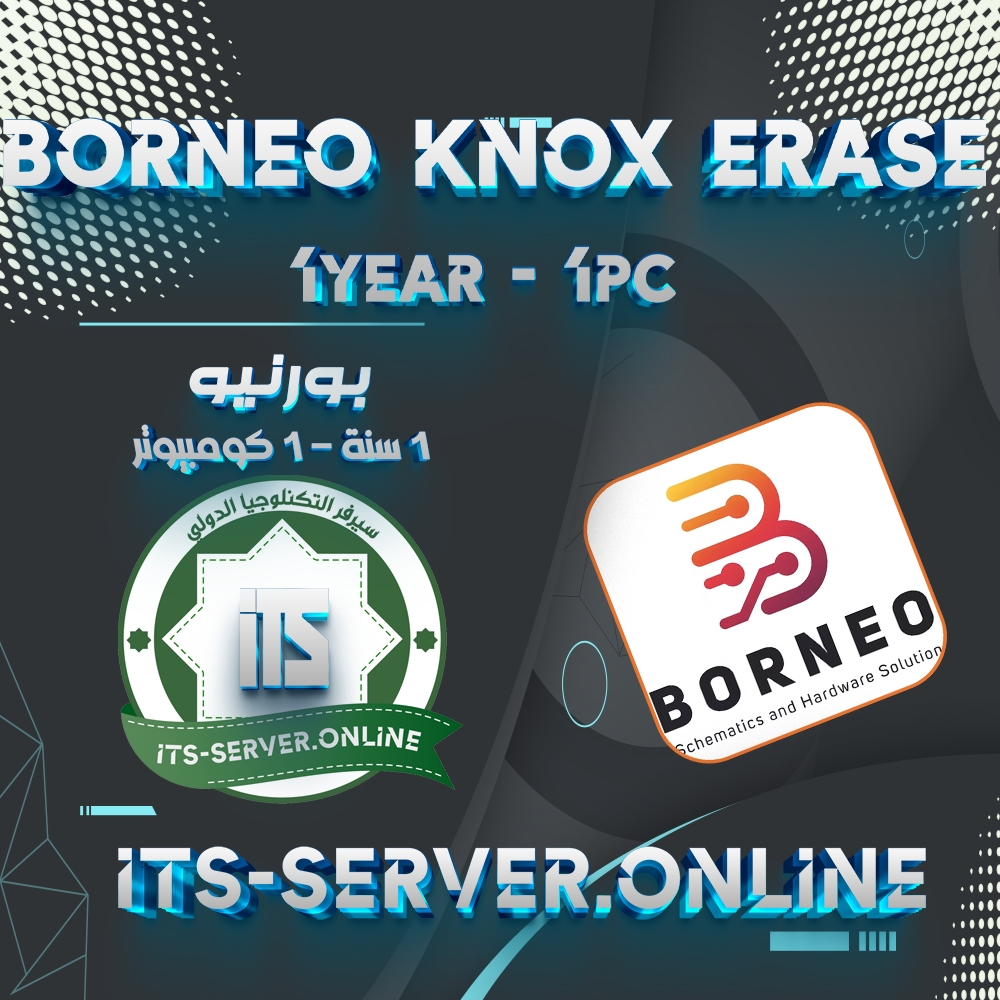 BORNEO KNOX ERASE
1YEAR - 1PC
بورنيو
1 سنة - 1 كومبيوتر
سيرفر التكنلوجيا الدولي
iTS
iTS-SERVER.ONLiNE
BORNEO
Schematics and Hardware Solution
iTS-SERVER.ONLiNE